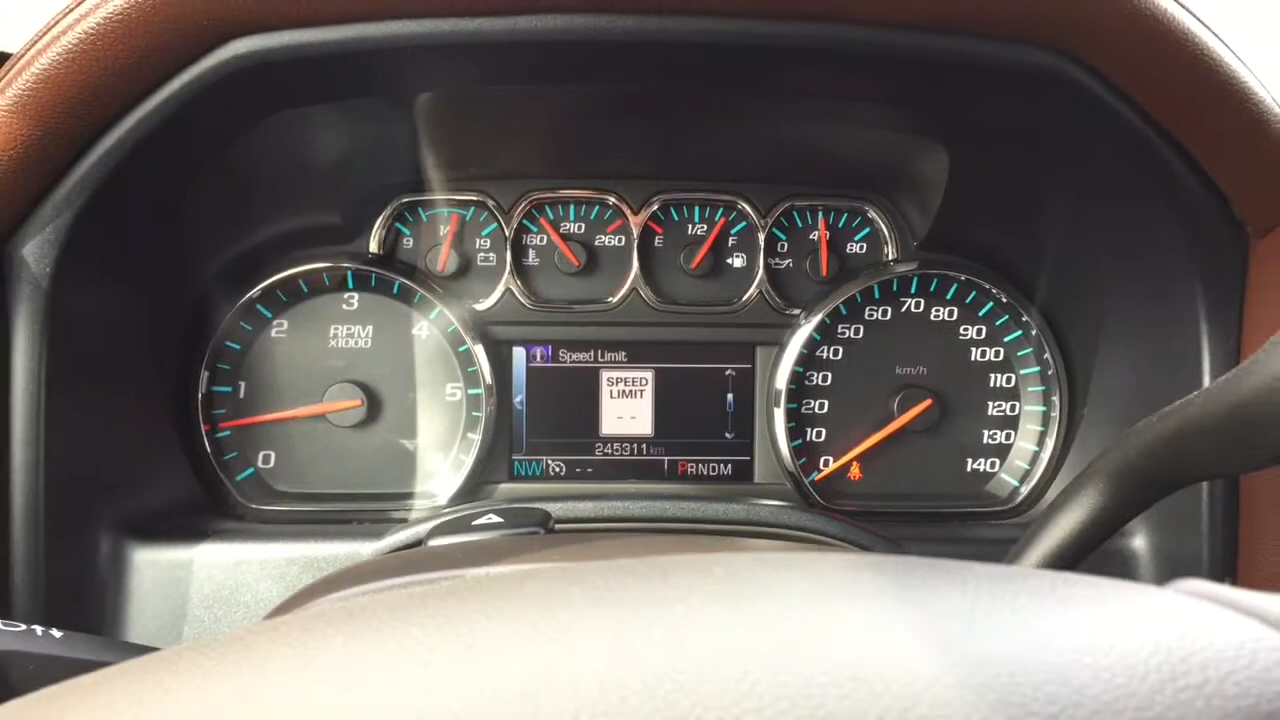 9 14 19
160 210 260
E 1/2 F
0 40 80
0 1 2 3 4 5
RPM
x1000
Speed Limit
SPEED
LIMIT
--
245311 km
NW --
PRNDM
0 10 20 30 40 50 60 70 80 90 100 110 120 130 140
km/h